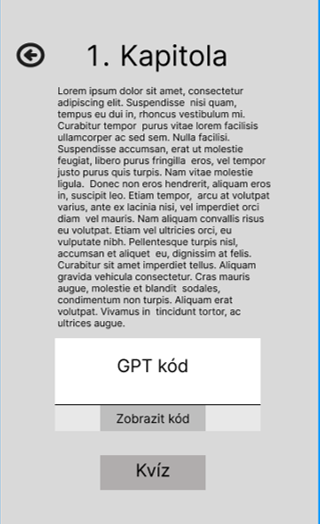 1. Kapitola
Lorem ipsum dolor sit amet, consectetur
adipiscing elit. Suspendisse  nisi quam,
tempus eu dui in, rhoncus vestibulum mi.
Curabitur tempor  purus vitae lorem facilisis
ullamcorper ac sed sem. Nulla facilisi.
Suspendisse accumsan, erat ut molestie
feugiat, libero purus fringilla  eros, vel tempor
justo purus quis turpis. Nam vitae molestie
ligula.  Donec non eros hendrerit, aliquam eros
in, suscipit leo. Etiam tempor,  arcu at volutpat
varius, ante ex lacinia nisi, vel imperdiet orci
diam  vel mauris. Nam aliquam convallis risus
eu volutpat. Etiam vel ultricies orci, eu
vulputate nibh. Pellentesque turpis nisl,
accumsan et aliquet  eu, dignissim at felis.
Curabitur sit amet imperdiet tellus. Aliquam
gravida vehicula consectetur. Cras mauris
augue, molestie et blandit  sodales,
condimentum non turpis. Aliquam erat
volutpat. Vivamus in  tincidunt tortor, ac
ultrices augue.
GPT kód
Zobrazit kód
Kvíz